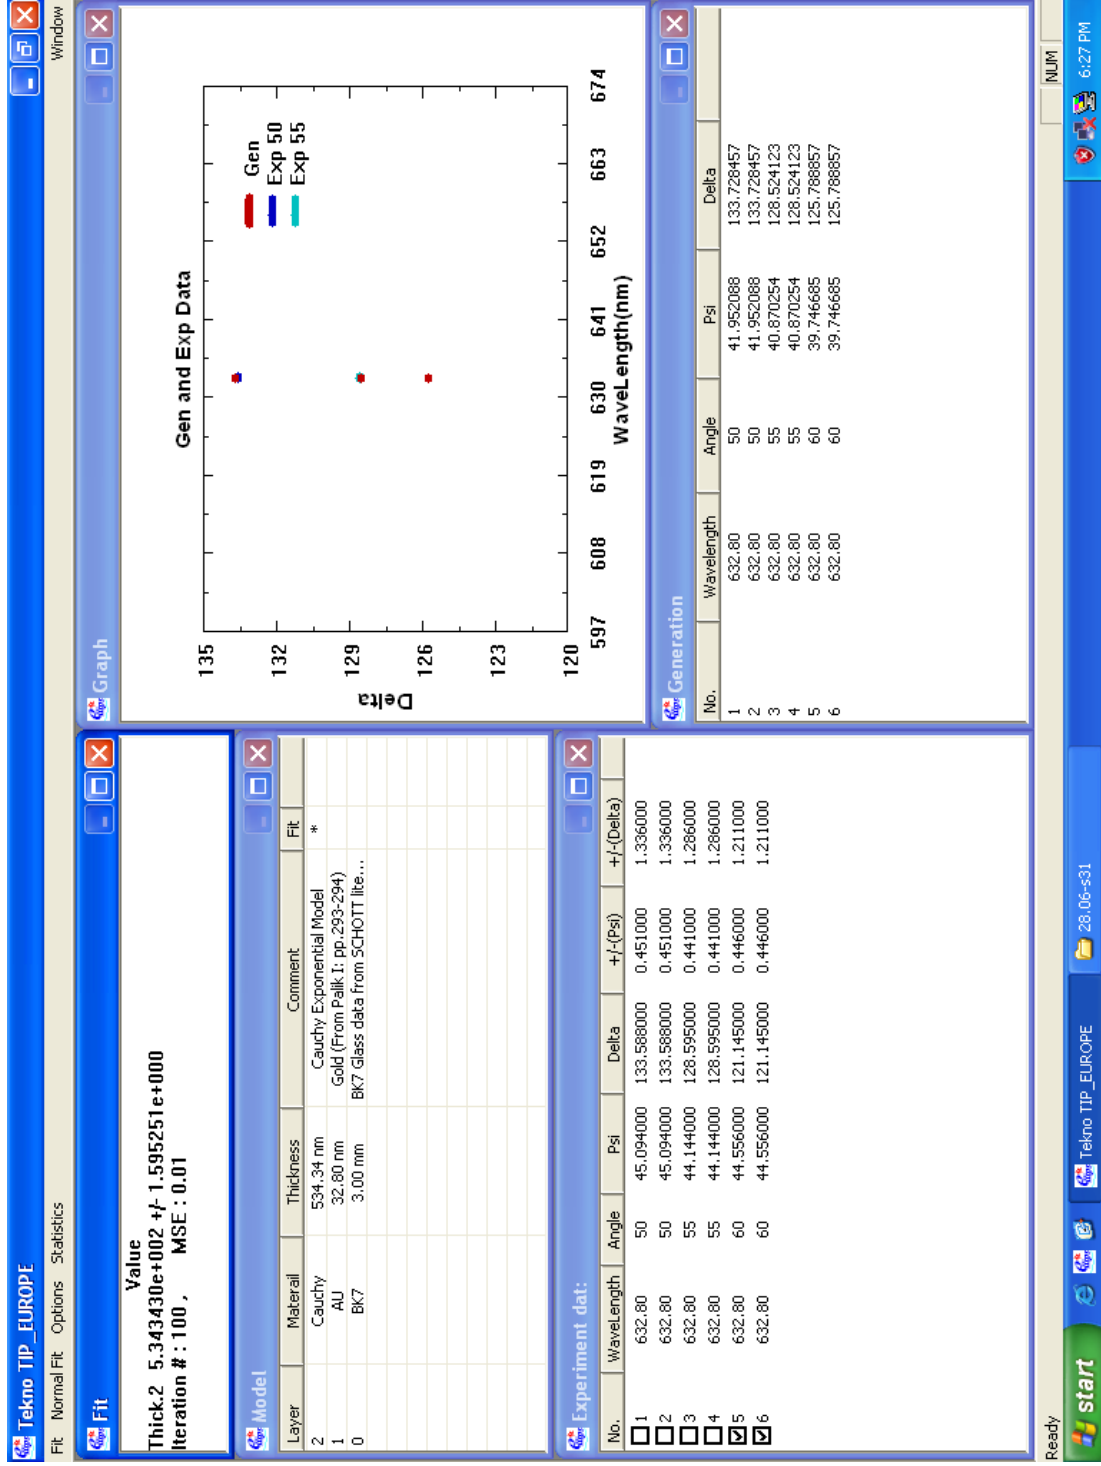 Tekno TIP_EUROPE
Fit Normal Fit Options Statistics Window
Fit
Value
Thick.2 5.343430e+002 +/- 1.595251e+000
Iteration # : 100 , MSE : 0.01
Model
Layer Materail Thickness Comment Fit
2 Cauchy 534.34 nm Cauchy Exponential Model *
1 AU 32.80 nm Gold (From Palik I: pp.293-294)
0 BK7 3.00 mm BK7 Glass data from SCHOTT lite...
Experiment dat:
No. WaveLength Angle Psi Delta +/-(Psi) +/-(Delta)
1 632.80 50 45.094000 133.588000 0.451000 1.336000
2 632.80 50 45.094000 133.588000 0.451000 1.336000
3 632.80 55 44.144000 128.595000 0.441000 1.286000
4 632.80 55 44.144000 128.595000 0.441000 1.286000
5 632.80 60 44.556000 121.145000 0.446000 1.211000
6 632.80 60 44.556000 121.145000 0.446000 1.211000
Graph
Gen and Exp Data
135
132
129
126
123
120
Delta
Gen
Exp 50
Exp 55
597 608 619 630 641 652 663 674
WaveLength(nm)
Generation
No. Wavelength Angle Psi Delta
1 632.80 50 41.952088 133.728457
2 632.80 50 41.952088 133.728457
3 632.80 55 40.870254 128.524123
4 632.80 55 40.870254 128.524123
5 632.80 60 39.746685 125.788857
6 632.80 60 39.746685 125.788857
Ready NUM
start Tekno TIP_EUROPE 28.06-s31 6:27 PM